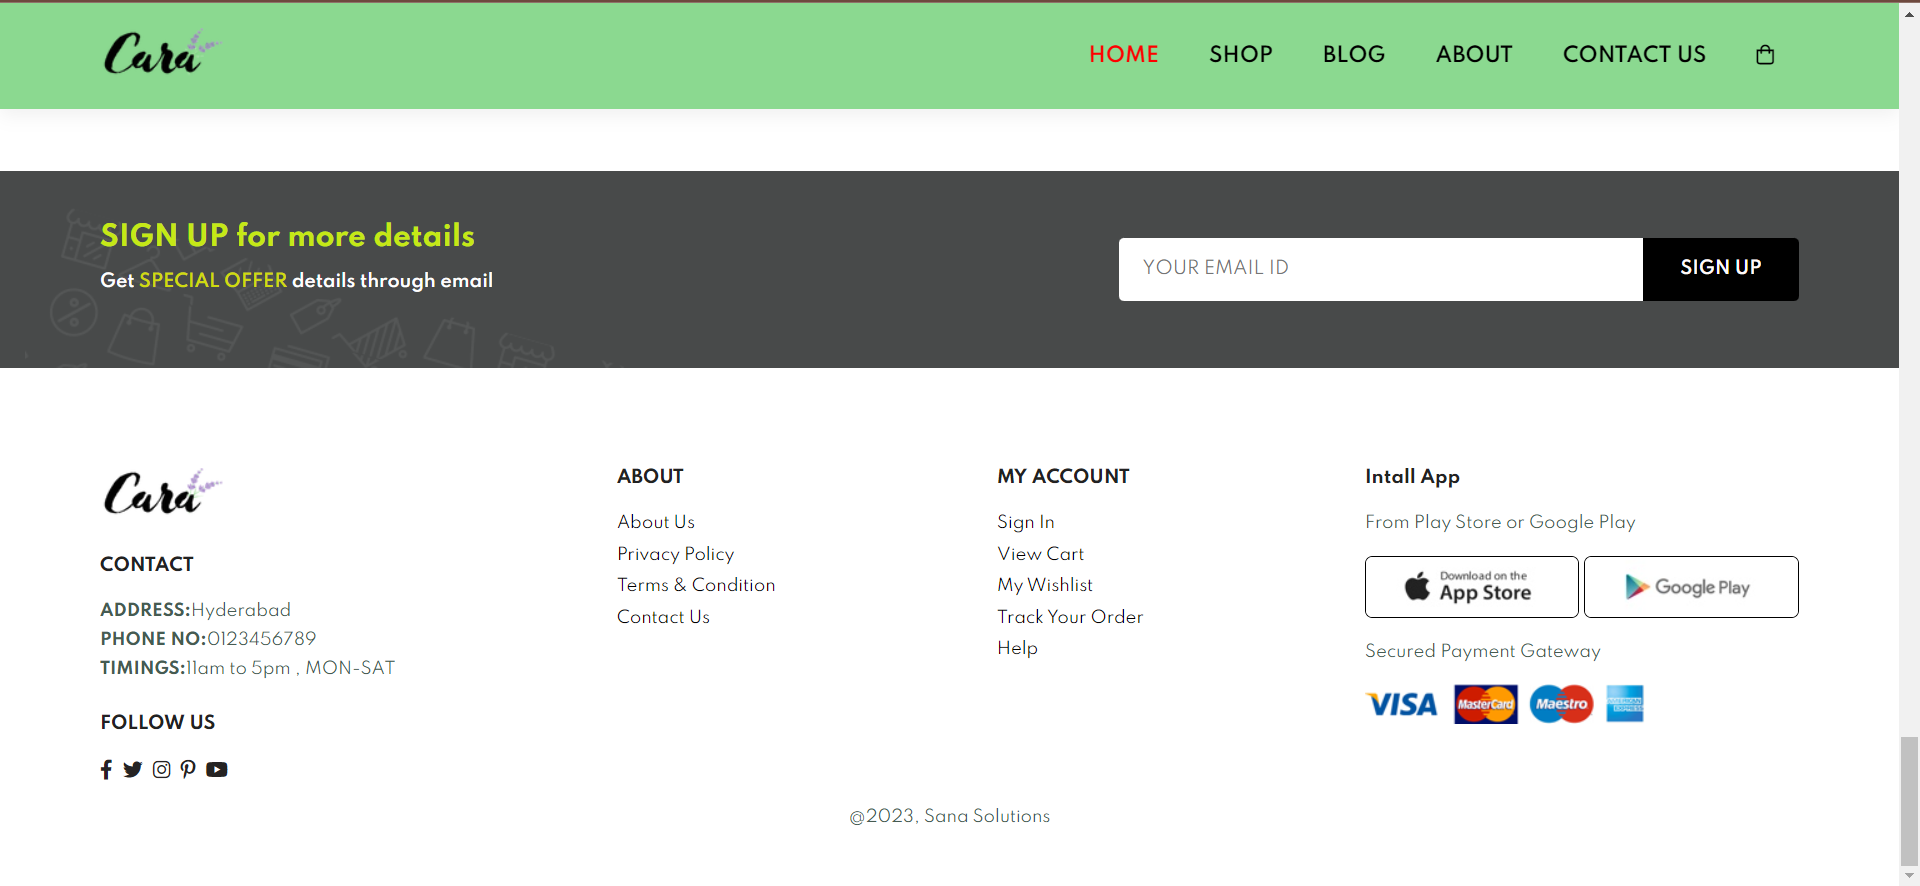 Cara
HOME SHOP BLOG ABOUT CONTACT US
SIGN UP for more details
Get SPECIAL OFFER details through email
YOUR EMAIL ID
SIGN UP
Cara
CONTACT
ADDRESS:Hyderabad
PHONE NO:0123456789
TIMINGS:11am to 5pm , MON-SAT
FOLLOW US
ABOUT
About Us
Privacy Policy
Terms & Condition
Contact Us
MY ACCOUNT
Sign In
View Cart
My Wishlist
Track Your Order
Help
Intall App
From Play Store or Google Play
Download on the
App Store
Google Play
Secured Payment Gateway
VISA MasterCard Maestro
AMERICAN
EXPRESS
@2023, Sana Solutions